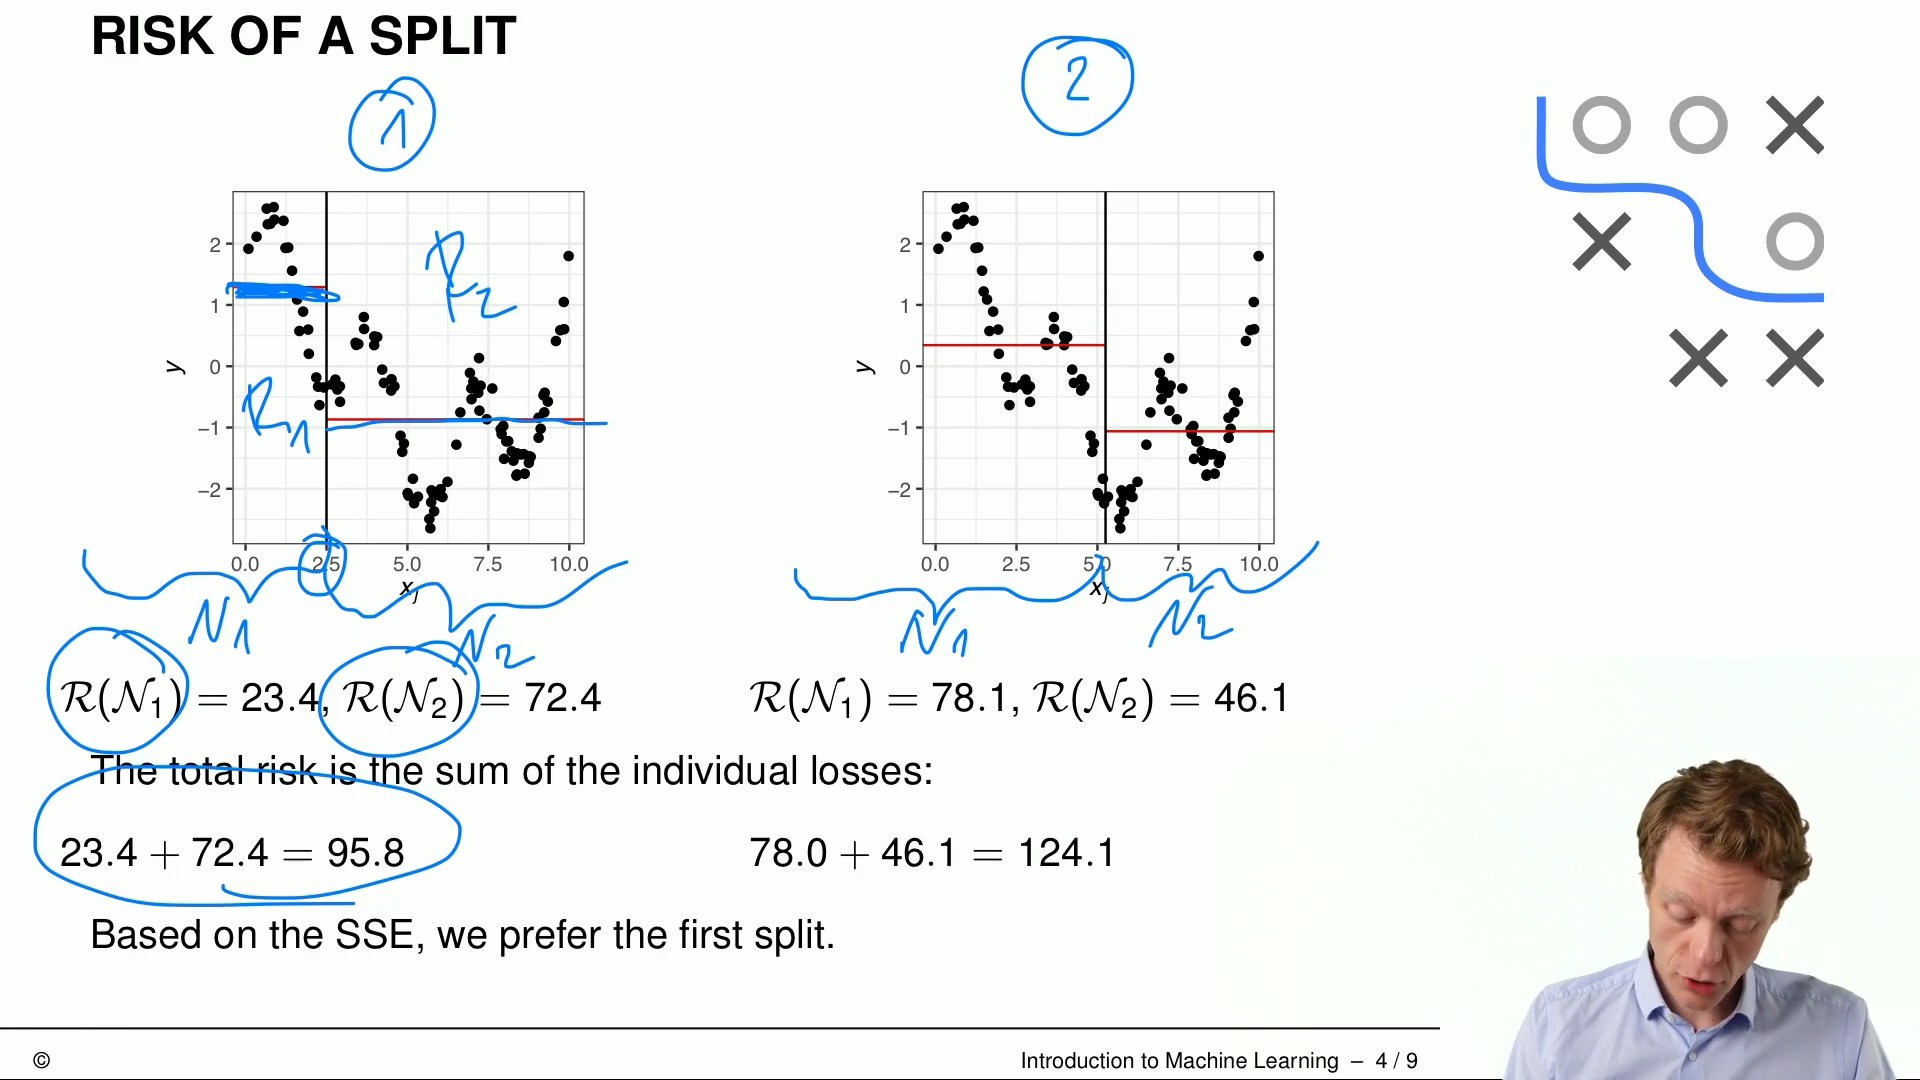 RISK OF A SPLIT
1
2
y
2
1
0
−1
−2
R1
R2
0.0 2.5 5.0 7.5 10.0
xj
N1
N2
y
2
1
0
−1
−2
0.0 2.5 5.0 7.5 10.0
xj
N1
N2
R(N1) = 23.4, R(N2) = 72.4
R(N1) = 78.1, R(N2) = 46.1
The total risk is the sum of the individual losses:
23.4 + 72.4 = 95.8
78.0 + 46.1 = 124.1
Based on the SSE, we prefer the first split.
©
Introduction to Machine Learning – 4 / 9